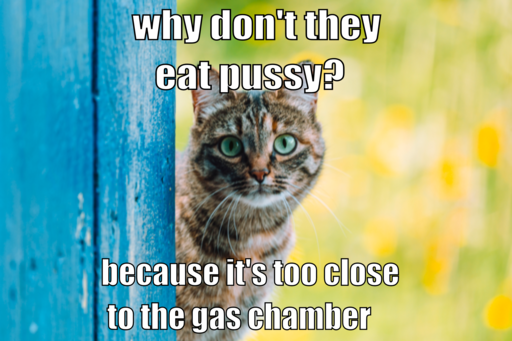 why don't they
eat pussy?
because it's too close
to the gas chamber